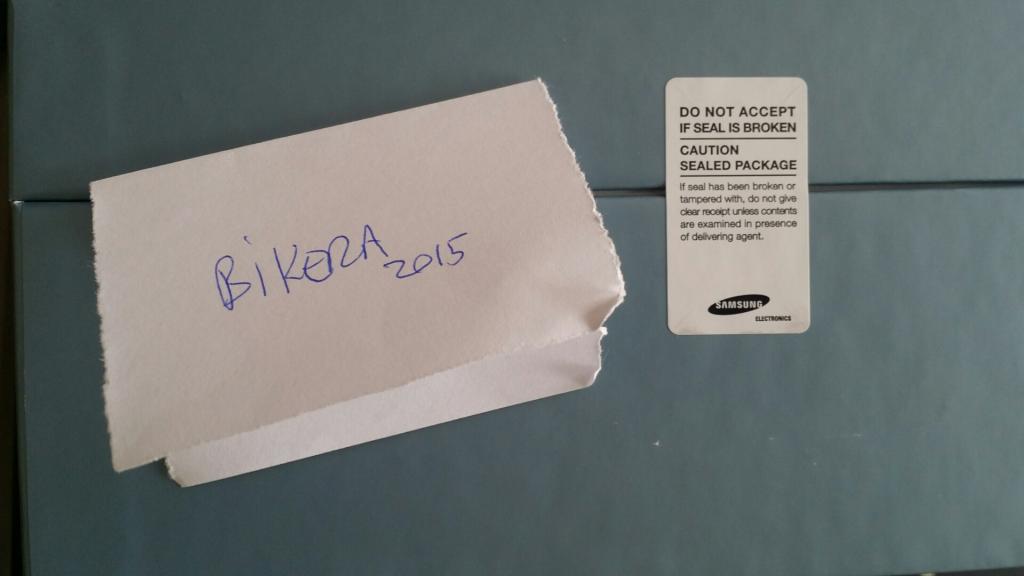 BiKERA 2015
DO NOT ACCEPT
IF SEAL IS BROKEN
CAUTION
SEALED PACKAGE
If seal has been broken or
tampered with, do not give
clear receipt unless contents
are examined in presence
of delivering agent.
SAMSUNG
ELECTRONICS